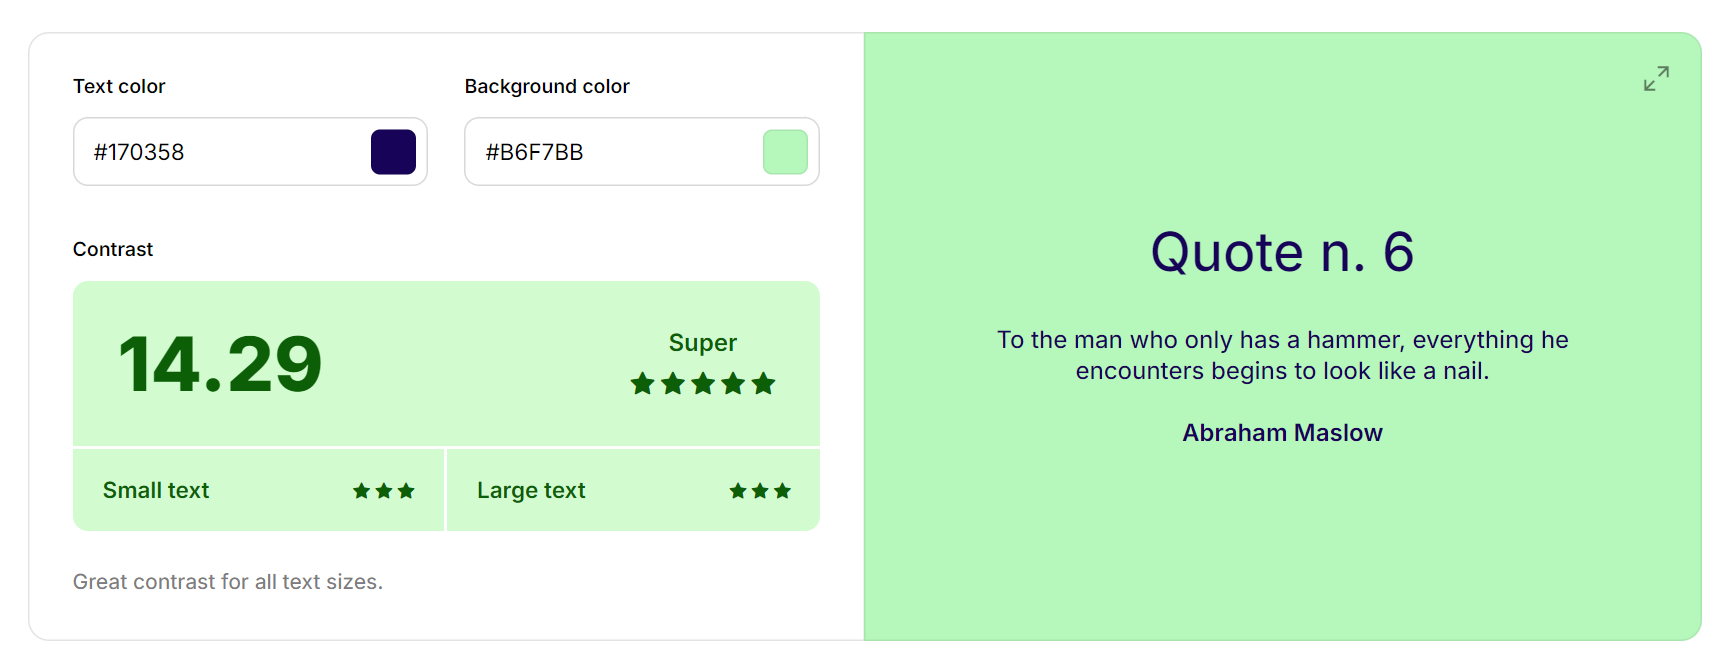 Text color
#170358
Background color
#B6F7BB
Contrast
14.29
Super
Small text
Large text
Great contrast for all text sizes.
Quote n. 6
To the man who only has a hammer, everything he
encounters begins to look like a nail.
Abraham Maslow